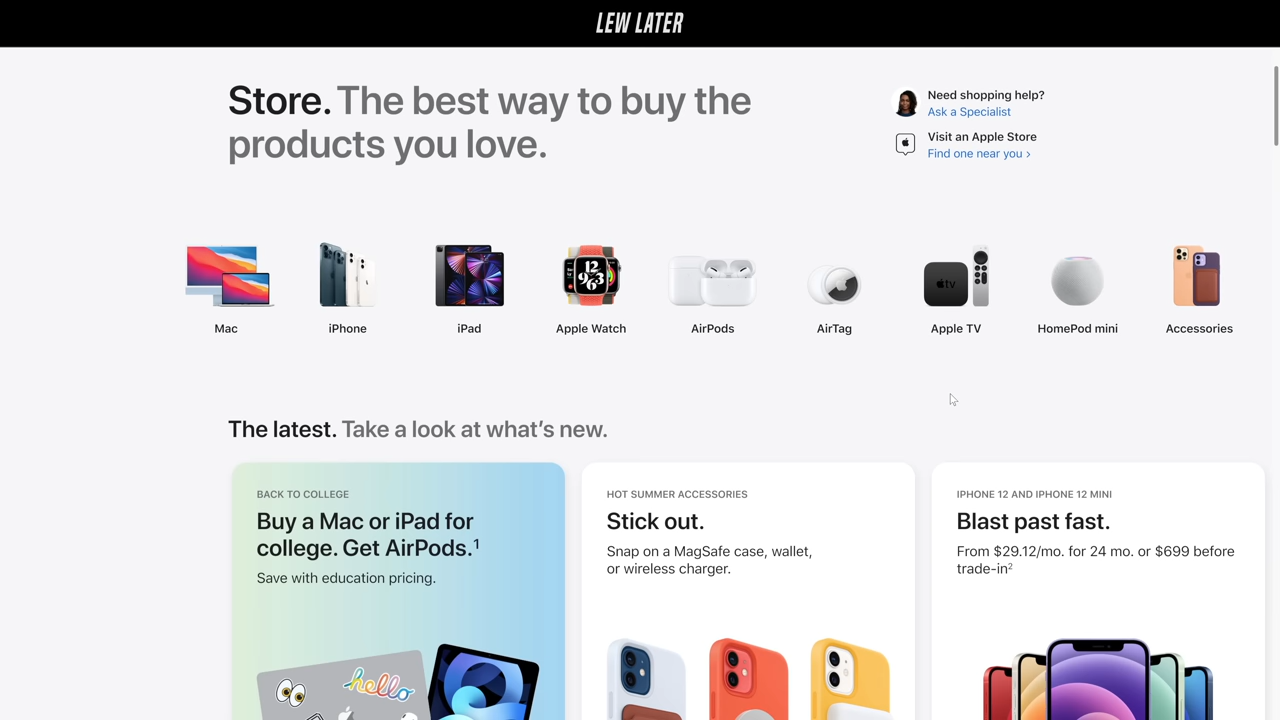 LEW LATER
Store. The best way to buy the
products you love.
Need shopping help?
Ask a Specialist
Visit an Apple Store
Find one near you ›
12
9 3
6
tv
Mac
iPhone
iPad
Apple Watch
AirPods
AirTag
Apple TV
HomePod mini
Accessories
The latest. Take a look at what's new.
BACK TO COLLEGE
Buy a Mac or iPad for
college. Get AirPods.¹
Save with education pricing.
hello
HOT SUMMER ACCESSORIES
Stick out.
Snap on a MagSafe case, wallet,
or wireless charger.
IPHONE 12 AND IPHONE 12 MINI
Blast past fast.
From $29.12/mo. for 24 mo. or $699 before
trade-in²